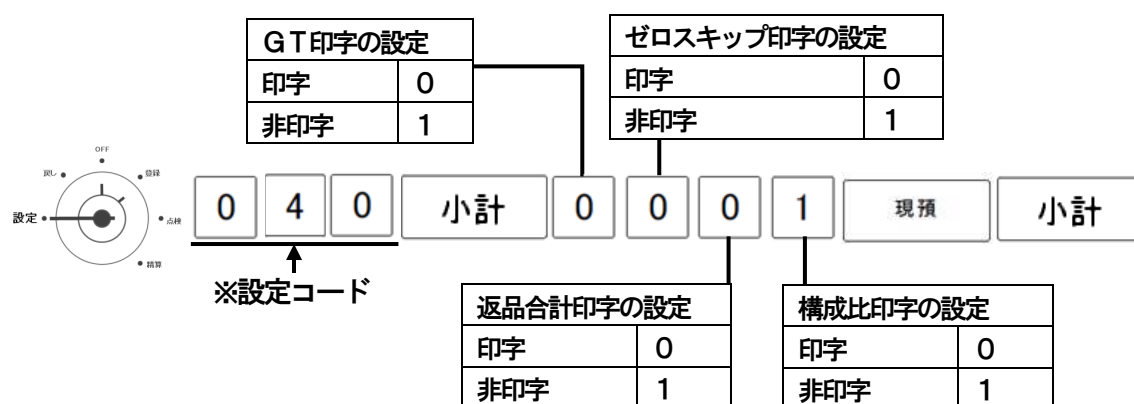 GT印字の設定
印字 0
非印字 1
ゼロスキップ印字の設定
印字 0
非印字 1
OFF
戻し
登録
設定
点検
精算
0 4 0 小計 0 0 0 1 現預 小計
※設定コード
返品合計印字の設定
印字 0
非印字 1
構成比印字の設定
印字 0
非印字 1